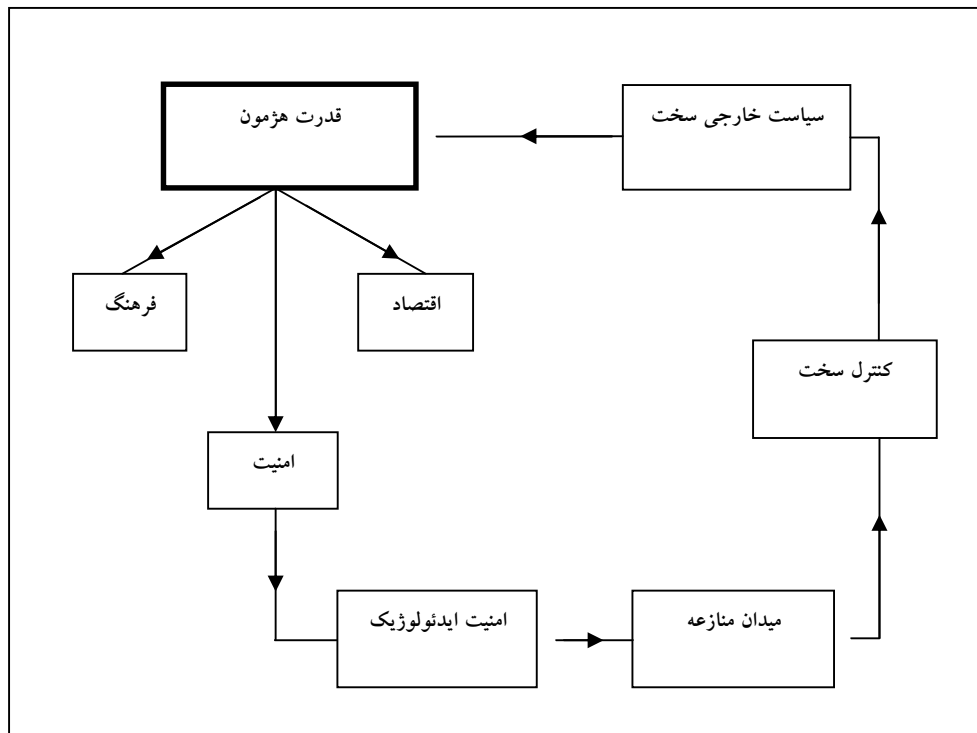 سیاست خارجی سخت
قدرت هژمون
اقتصاد
فرهنگ
کنترل سخت
امنیت
میدان منازعه
امنیت ایدئولوژیک